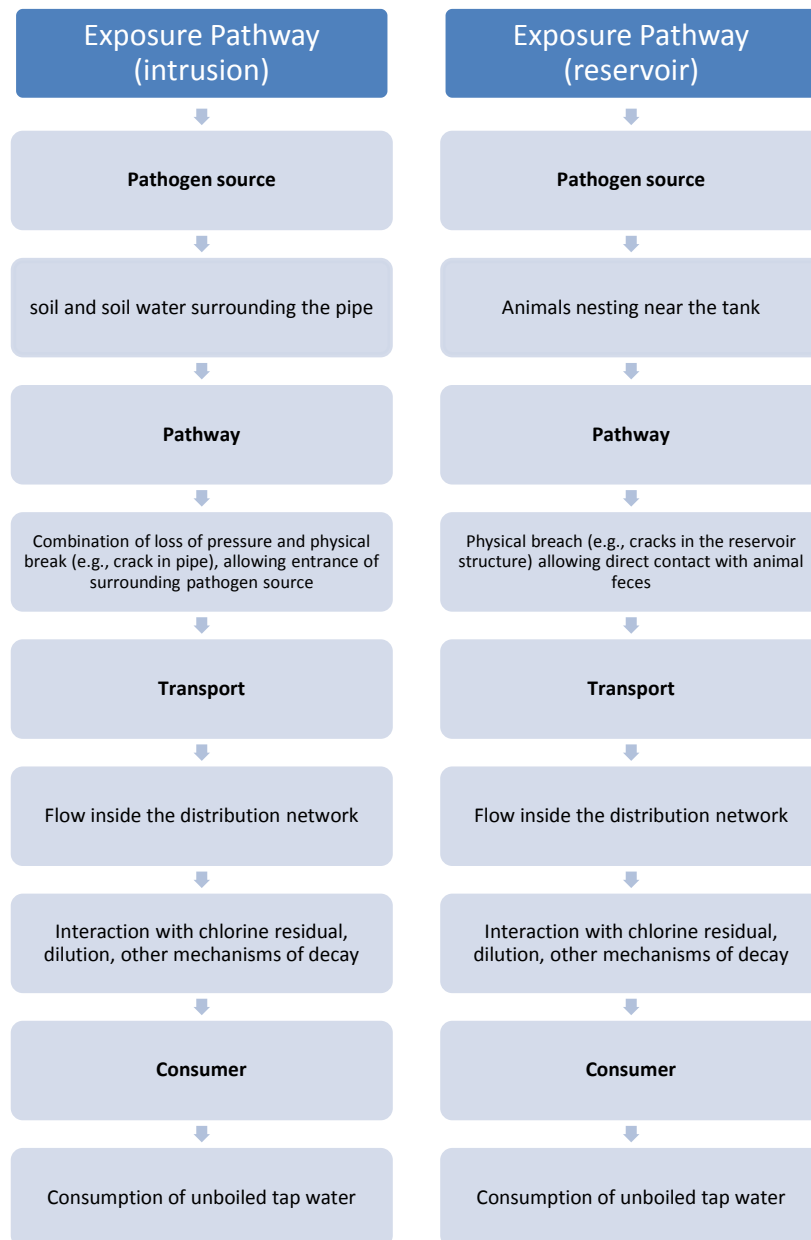 Exposure Pathway
(intrusion)
Pathogen source
soil and soil water surrounding the pipe
Pathway
Combination of loss of pressure and physical
break (e.g., crack in pipe), allowing entrance of
surrounding pathogen source
Transport
Flow inside the distribution network
Interaction with chlorine residual,
dilution, other mechanisms of decay
Consumer
Consumption of unboiled tap water
Exposure Pathway
(reservoir)
Pathogen source
Animals nesting near the tank
Pathway
Physical breach (e.g., cracks in the reservoir
structure) allowing direct contact with animal
feces
Transport
Flow inside the distribution network
Interaction with chlorine residual,
dilution, other mechanisms of decay
Consumer
Consumption of unboiled tap water